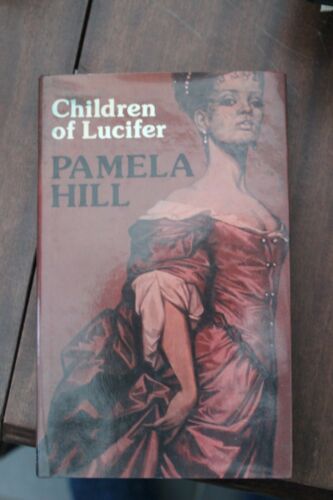 Children
of Lucifer
PAMELA
HILL